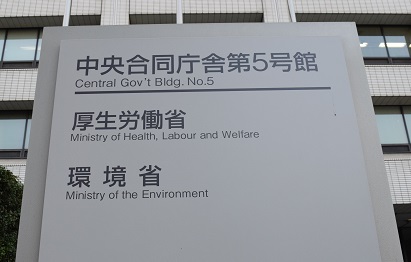 中央合同庁舎第5号館
Central Gov't Bldg. No.5
厚生労働省
Ministry of Health, Labour and Welfare
環境省
Ministry of the Environment